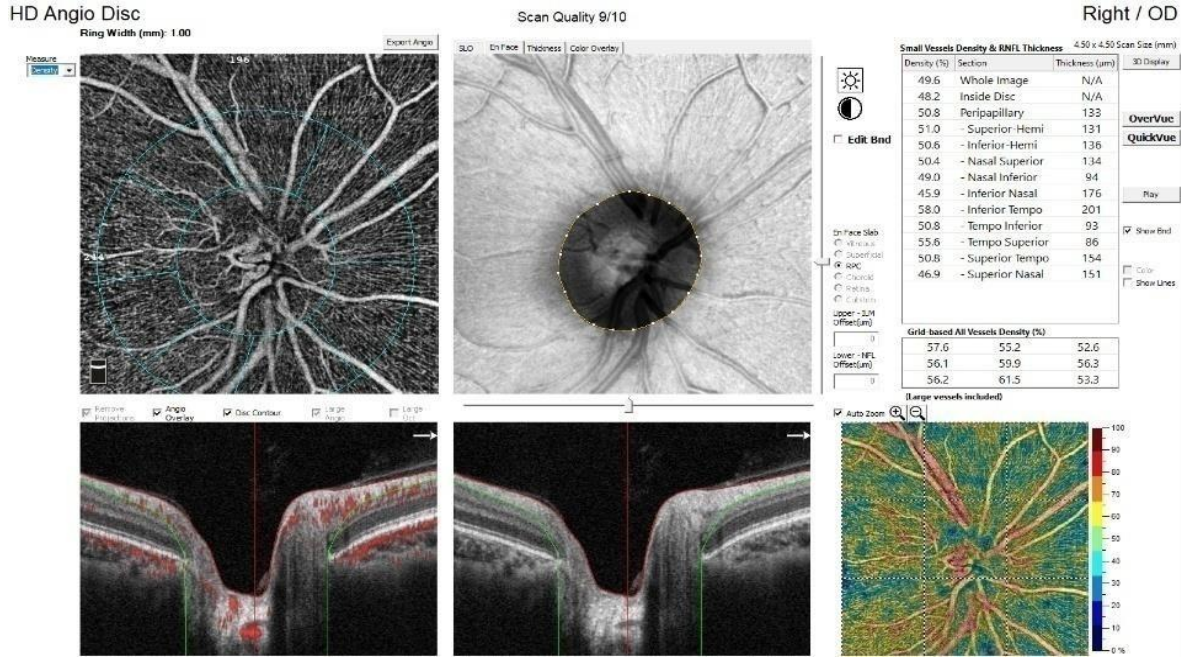 HD Angio Disc
Scan Quality 9/10
Right / OD
Ring Width (mm): 1.00
Export Angio
Measure
Density
196
SLO En Face Thickness Color Overlay
Edit Bnd
En Face Slab
Vitreous
Superficial
RPC
Choroid
Retina
Upper - ILM
Offset(um)
0
Lower - NFL
Offset(um)
0
Small Vessels Density & RNFL Thickness 4.50 x 4.50 Scan Size (mm)
Density (%) Section Thickness (µm)
49.6 Whole Image N/A
48.2 Inside Disc N/A
50.8 Peripapillary 133
51.0 - Superior-Hemi 131
50.6 - Inferior-Hemi 136
50.4 - Nasal Superior 134
49.0 - Nasal Inferior 94
45.9 - Inferior Nasal 176
58.0 - Inferior Tempo 201
50.8 - Tempo Inferior 93
55.6 - Tempo Superior 86
50.8 - Superior Tempo 154
46.9 - Superior Nasal 151
3D Display
OverVue
QuickVue
Play
Show Bnd
Color
Show Lines
Grid-based All Vessels Density (%)
57.6 55.2 52.6
56.1 59.9 56.3
56.2 61.5 53.3
(Large vessels included)
Remove Projections
Angio Overlay
Disc Contour
Large Angio
Large Oct
Auto Zoom
100
90
80
70
60
50
40
30
20
10
0 %